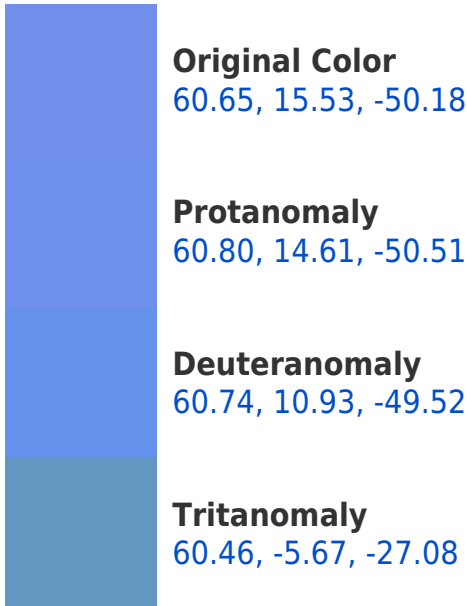 Original Color
60.65, 15.53, -50.18
Protanomaly
60.80, 14.61, -50.51
Deuteranomaly
60.74, 10.93, -49.52
Tritanomaly
60.46, -5.67, -27.08